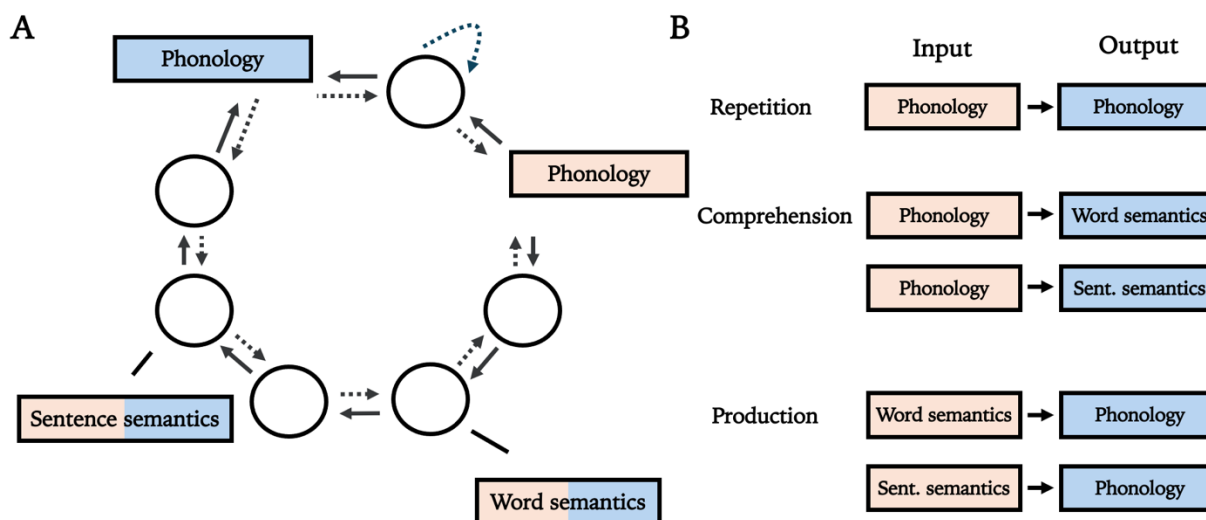 A
Phonology
Phonology
Sentence semantics
Word semantics
B
Input Output
Repetition Phonology Phonology
Comprehension Phonology Word semantics
Phonology Sent. semantics
Production Word semantics Phonology
Sent. semantics Phonology